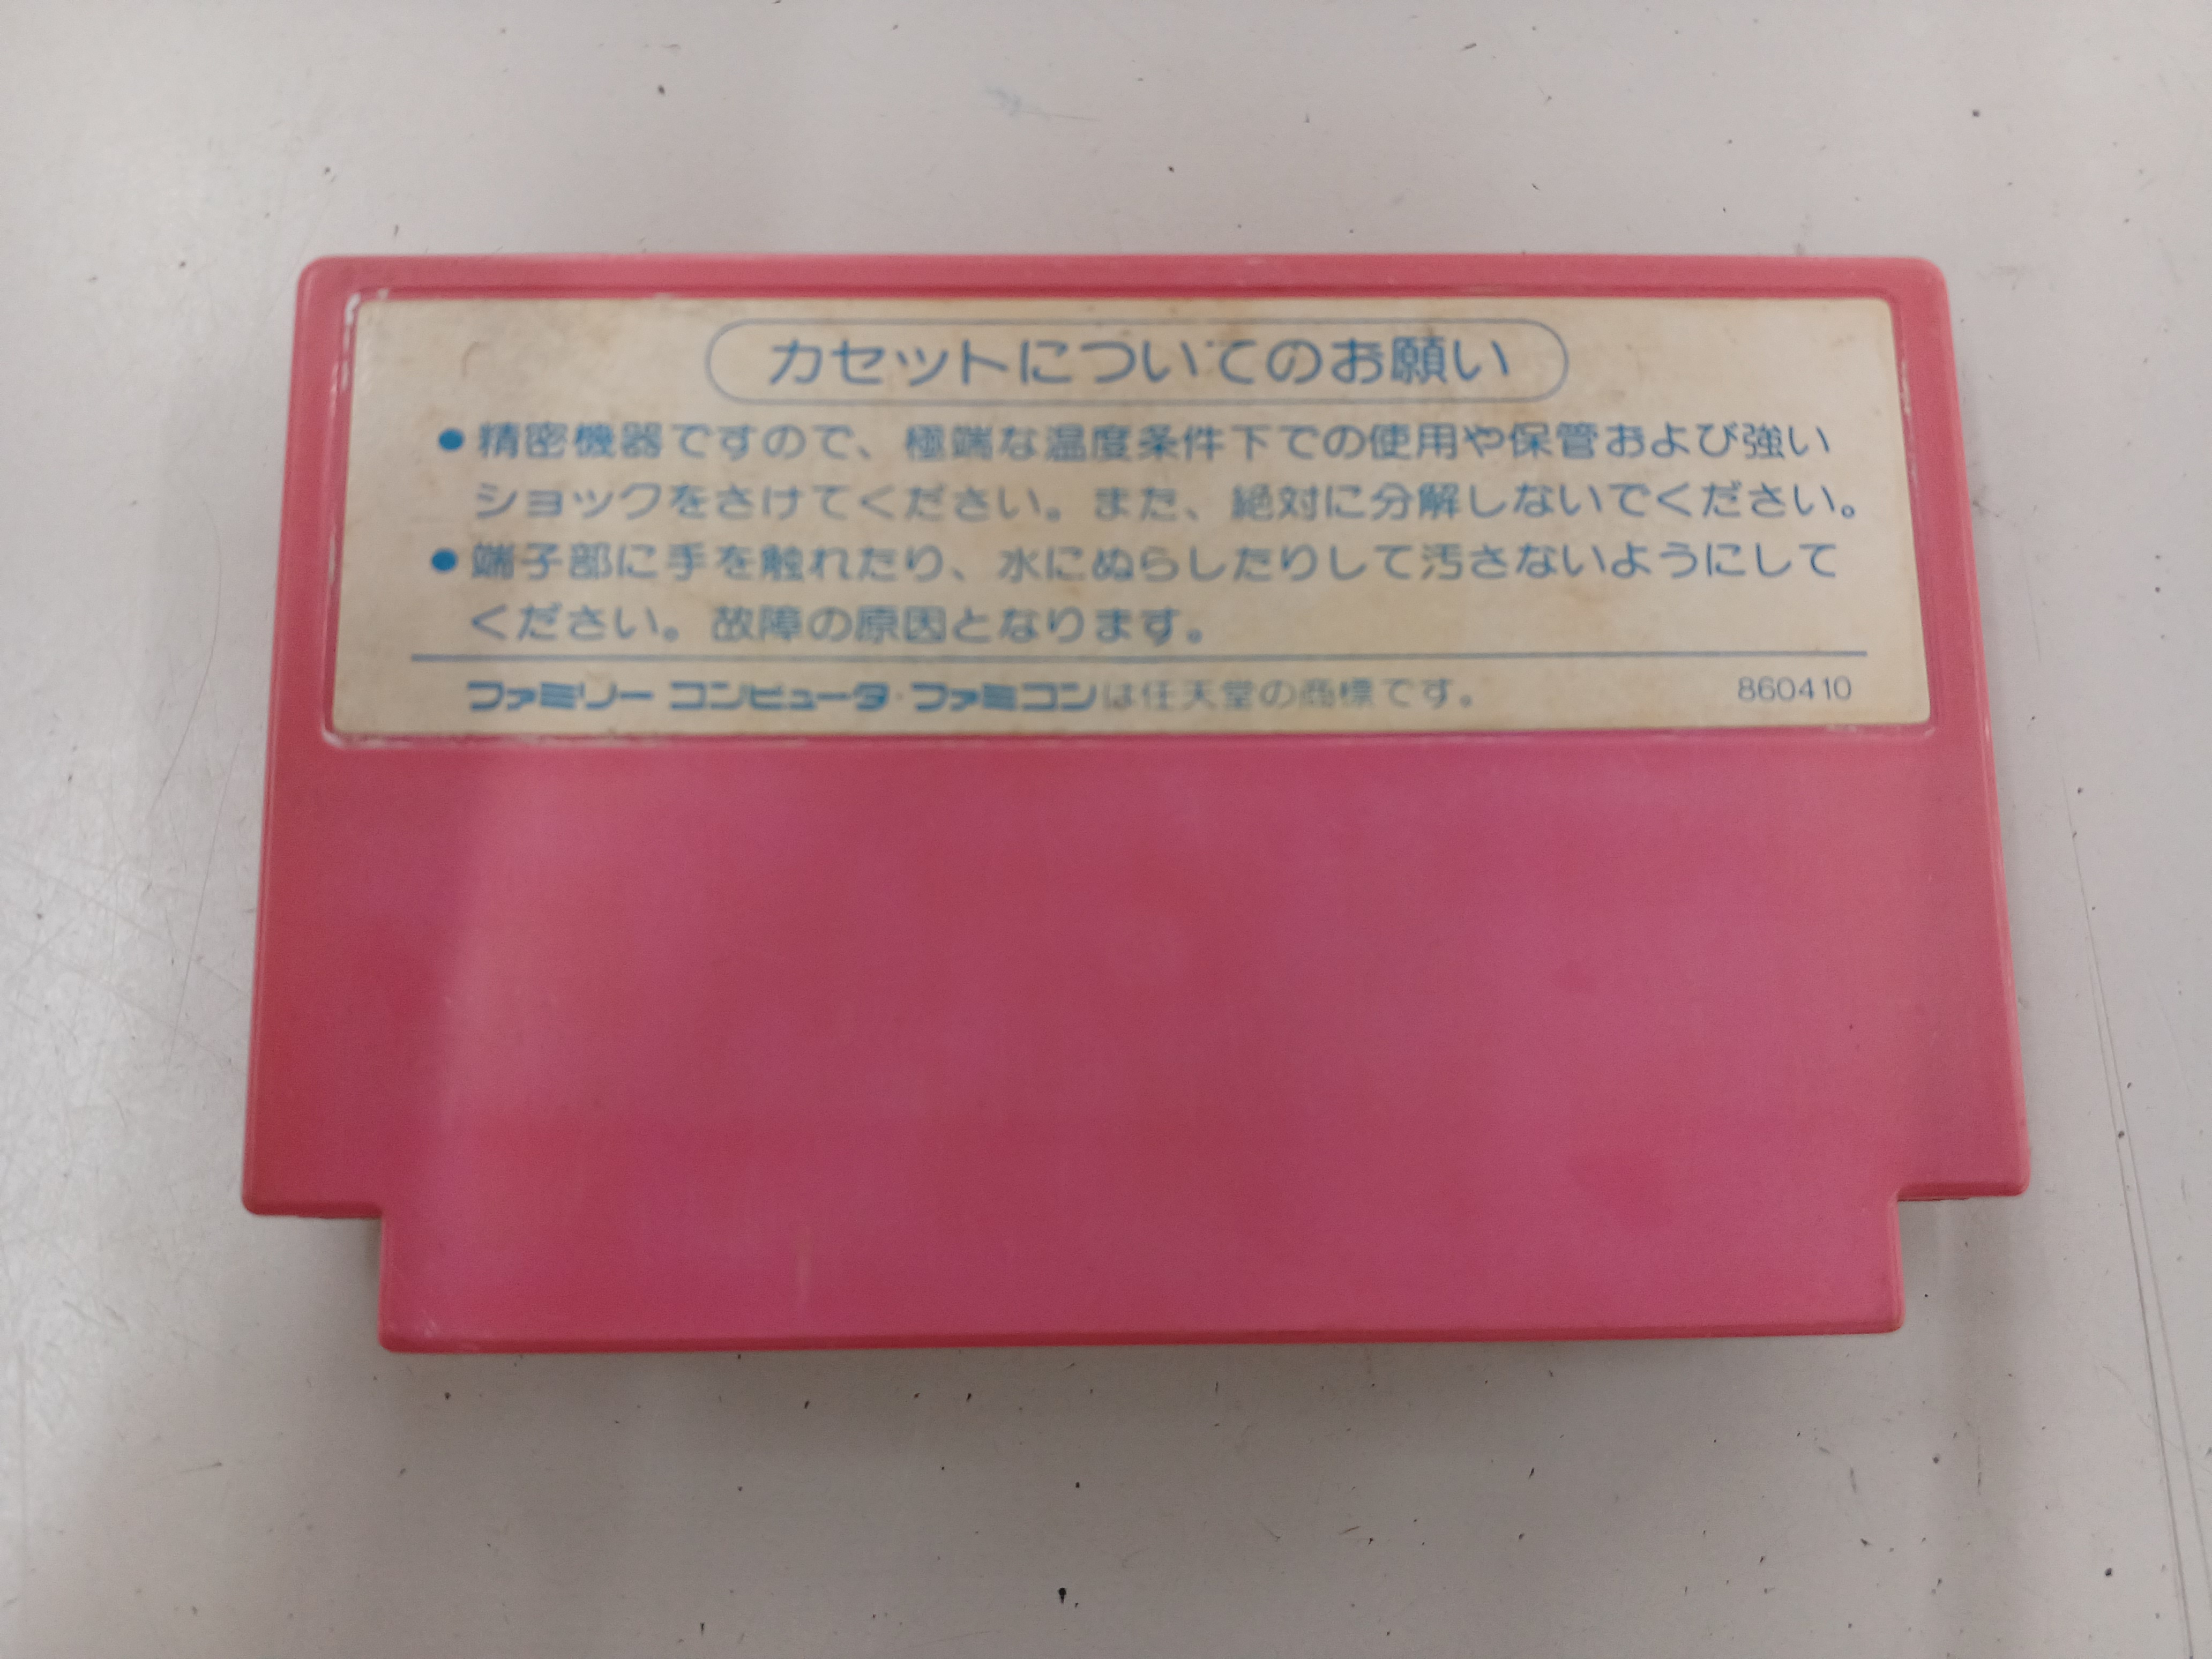 カセットについてのお願い
●精密機器ですので、極端な温度条件下での使用や保管および強い
ショックをさけてください。また、絶対に分解しないでください。
●端子部に手を触れたり、水にぬらしたりして汚さないようにして
ください。故障の原因となります。
ファミリー コンピュータ・ファミコンは任天堂の商標です。 860410